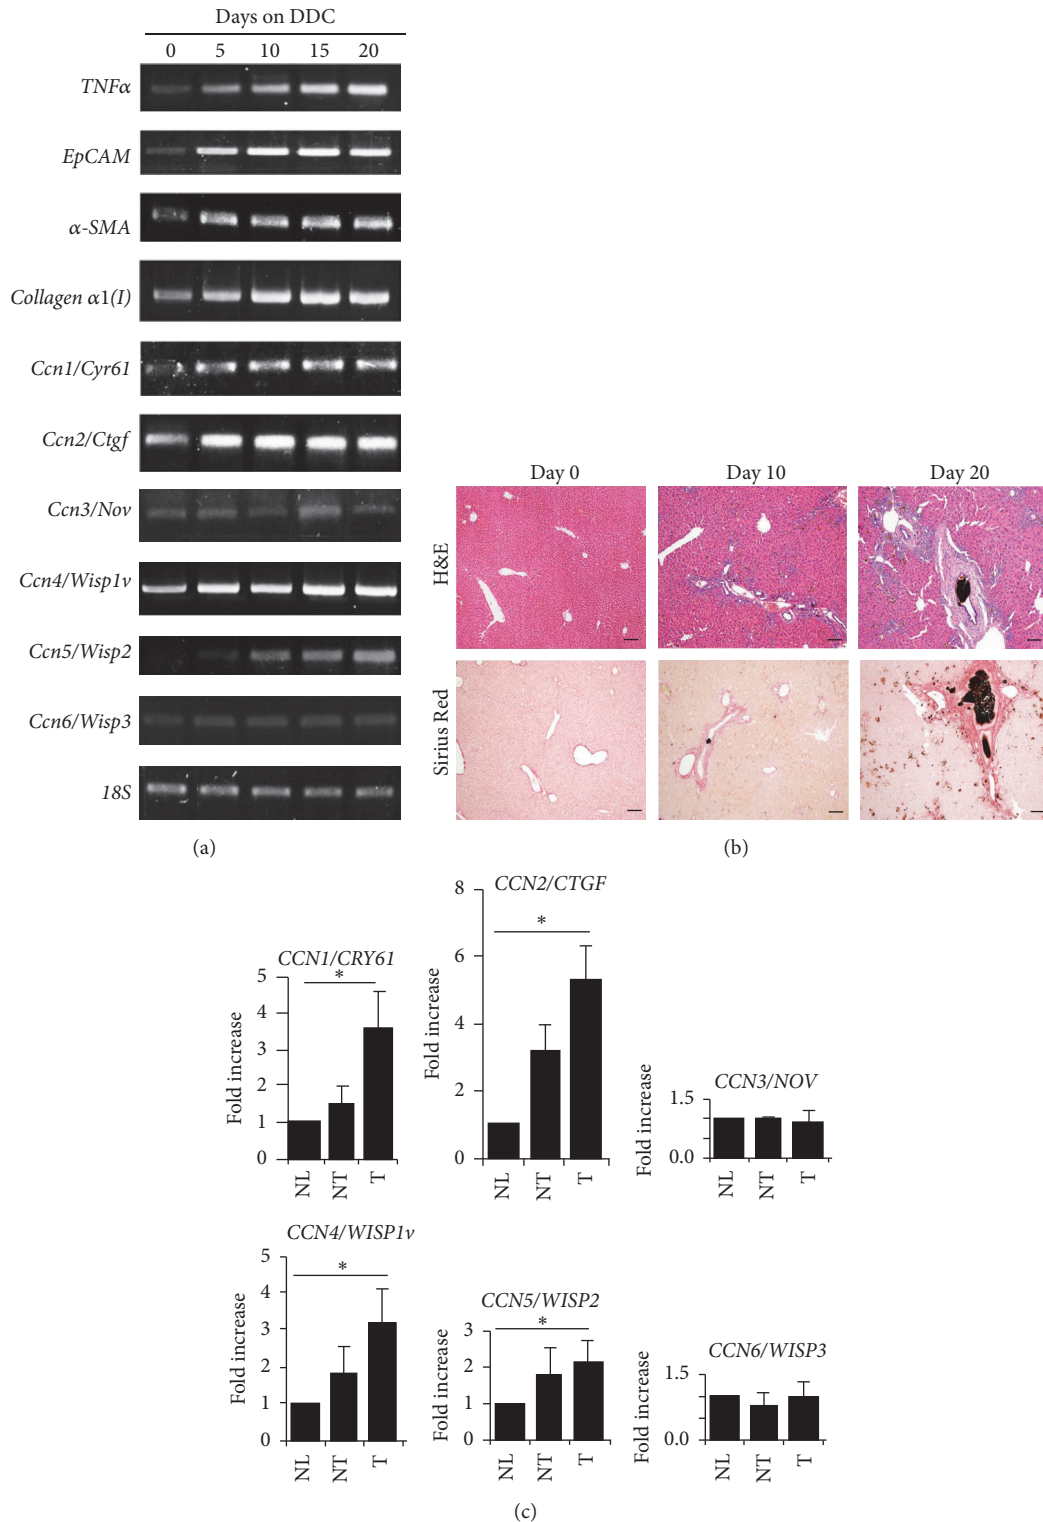 Days on DDC
0 5 10 15 20
TNFα
EpCAM
α-SMA
Collagen α1(I)
Ccn1/Cyr61
Ccn2/Ctgf
Ccn3/Nov
Ccn4/Wisp1v
Ccn5/Wisp2
Ccn6/Wisp3
18S
(a)
Day 0 Day 10 Day 20
H&E
Sirius Red
(b)
CCN1/CRY61
*
Fold increase
5
4
3
2
1
0
NL NT T
CCN2/CTGF
*
Fold increase
8
6
4
2
0
NL NT T
CCN3/NOV
Fold increase
1.5
0.0
NL NT T
CCN4/WISP1v
*
Fold increase
5
4
3
2
1
0
NL NT T
CCN5/WISP2
*
Fold increase
3
2
1
0
NL NT T
CCN6/WISP3
Fold increase
1.5
0.0
NL NT T
(c)